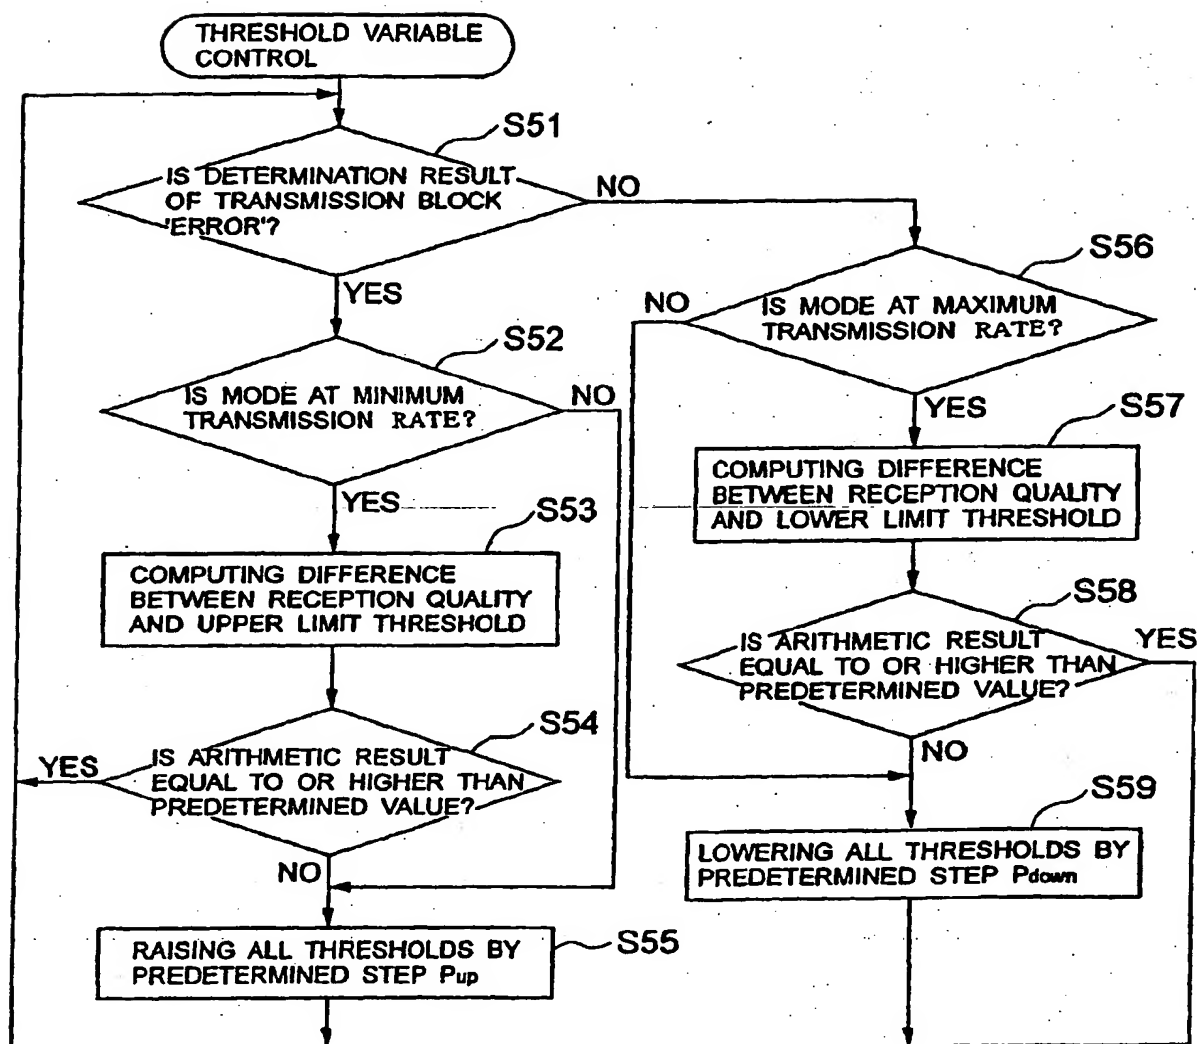 THRESHOLD VARIABLE
CONTROL
S51
IS DETERMINATION RESULT
OF TRANSMISSION BLOCK
'ERROR'?
NO
YES
S52
IS MODE AT MINIMUM
TRANSMISSION RATE?
NO
YES
S53
COMPUTING DIFFERENCE
BETWEEN RECEPTION QUALITY
AND UPPER LIMIT THRESHOLD
S54
IS ARITHMETIC RESULT
EQUAL TO OR HIGHER THAN
PREDETERMINED VALUE?
YES
NO
S55
RAISING ALL THRESHOLDS BY
PREDETERMINED STEP Pup
S56
IS MODE AT MAXIMUM
TRANSMISSION RATE?
NO
YES
S57
COMPUTING DIFFERENCE
BETWEEN RECEPTION QUALITY
AND LOWER LIMIT THRESHOLD
S58
IS ARITHMETIC RESULT
EQUAL TO OR HIGHER THAN
PREDETERMINED VALUE?
YES
NO
S59
LOWERING ALL THRESHOLDS BY
PREDETERMINED STEP Pdown